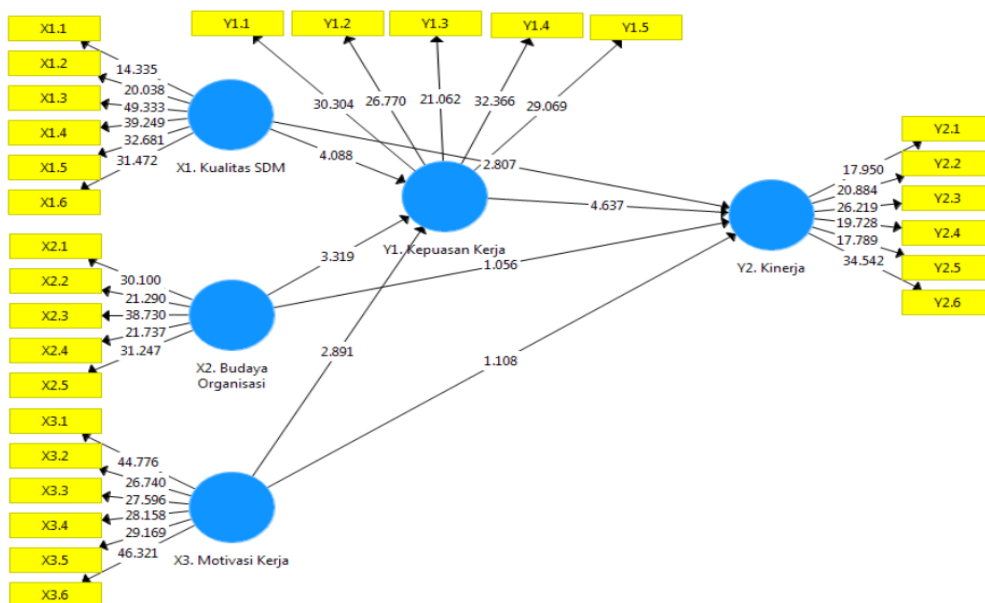 Y1.1
Y1.2
Y1.3
Y1.4
Y1.5
X1.1
X1.2
X1.3
X1.4
X1.5
X1.6
14.335
20.038
49.333
39.249
32.681
31.472
X1. Kualitas SDM
30.304
26.770
21.062
32.366
29.069
4.088
2.807
Y1. Kepuasan Kerja
4.637
3.319
1.056
2.891
1.108
Y2. Kinerja
17.950
20.884
26.219
19.728
17.789
34.542
Y2.1
Y2.2
Y2.3
Y2.4
Y2.5
Y2.6
X2.1
X2.2
X2.3
X2.4
X2.5
30.100
21.290
38.730
21.737
31.247
X2. Budaya
Organisasi
X3.1
X3.2
X3.3
X3.4
X3.5
X3.6
44.776
26.740
27.596
28.158
29.169
46.321
X3. Motivasi Kerja